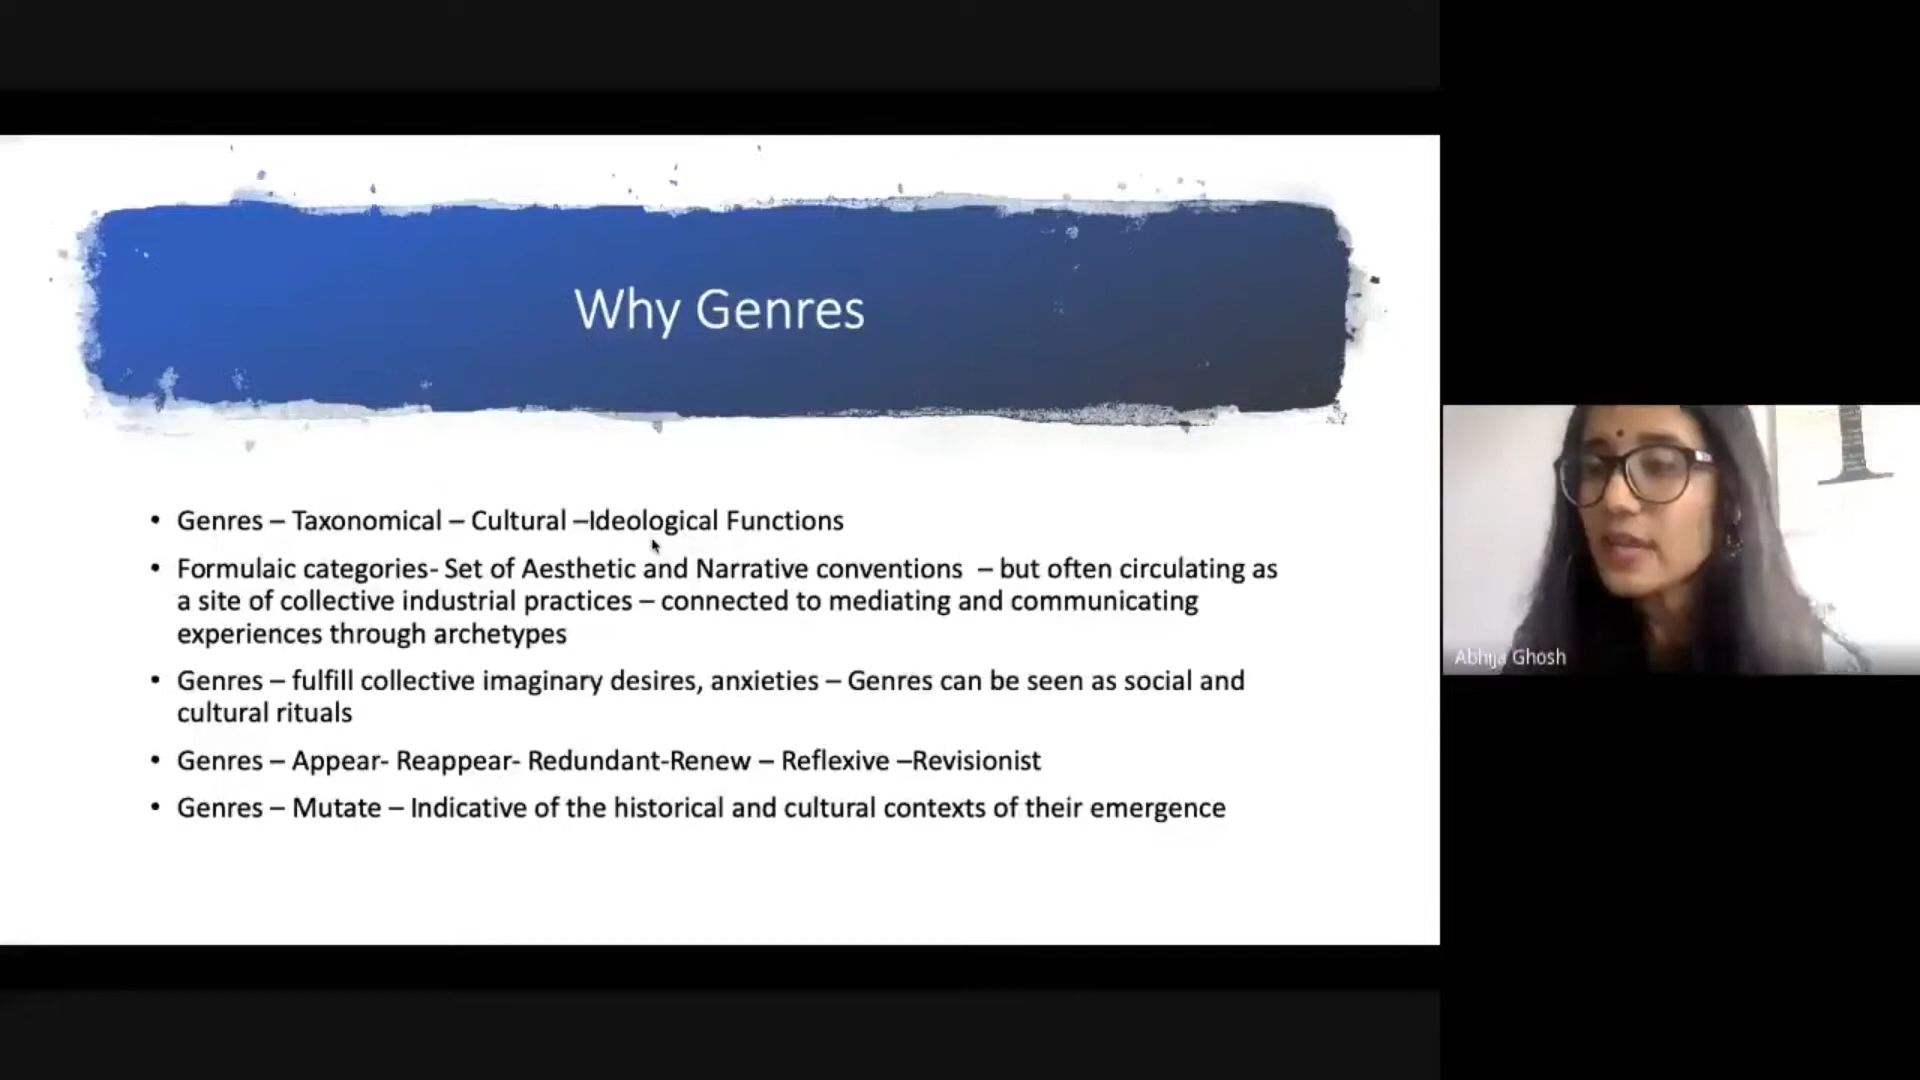 Why Genres
• Genres – Taxonomical – Cultural –Ideological Functions
• Formulaic categories- Set of Aesthetic and Narrative conventions – but often circulating as
a site of collective industrial practices – connected to mediating and communicating
experiences through archetypes
• Genres – fulfill collective imaginary desires, anxieties – Genres can be seen as social and
cultural rituals
• Genres – Appear- Reappear- Redundant-Renew – Reflexive –Revisionist
• Genres – Mutate – Indicative of the historical and cultural contexts of their emergence
Abhija Ghosh